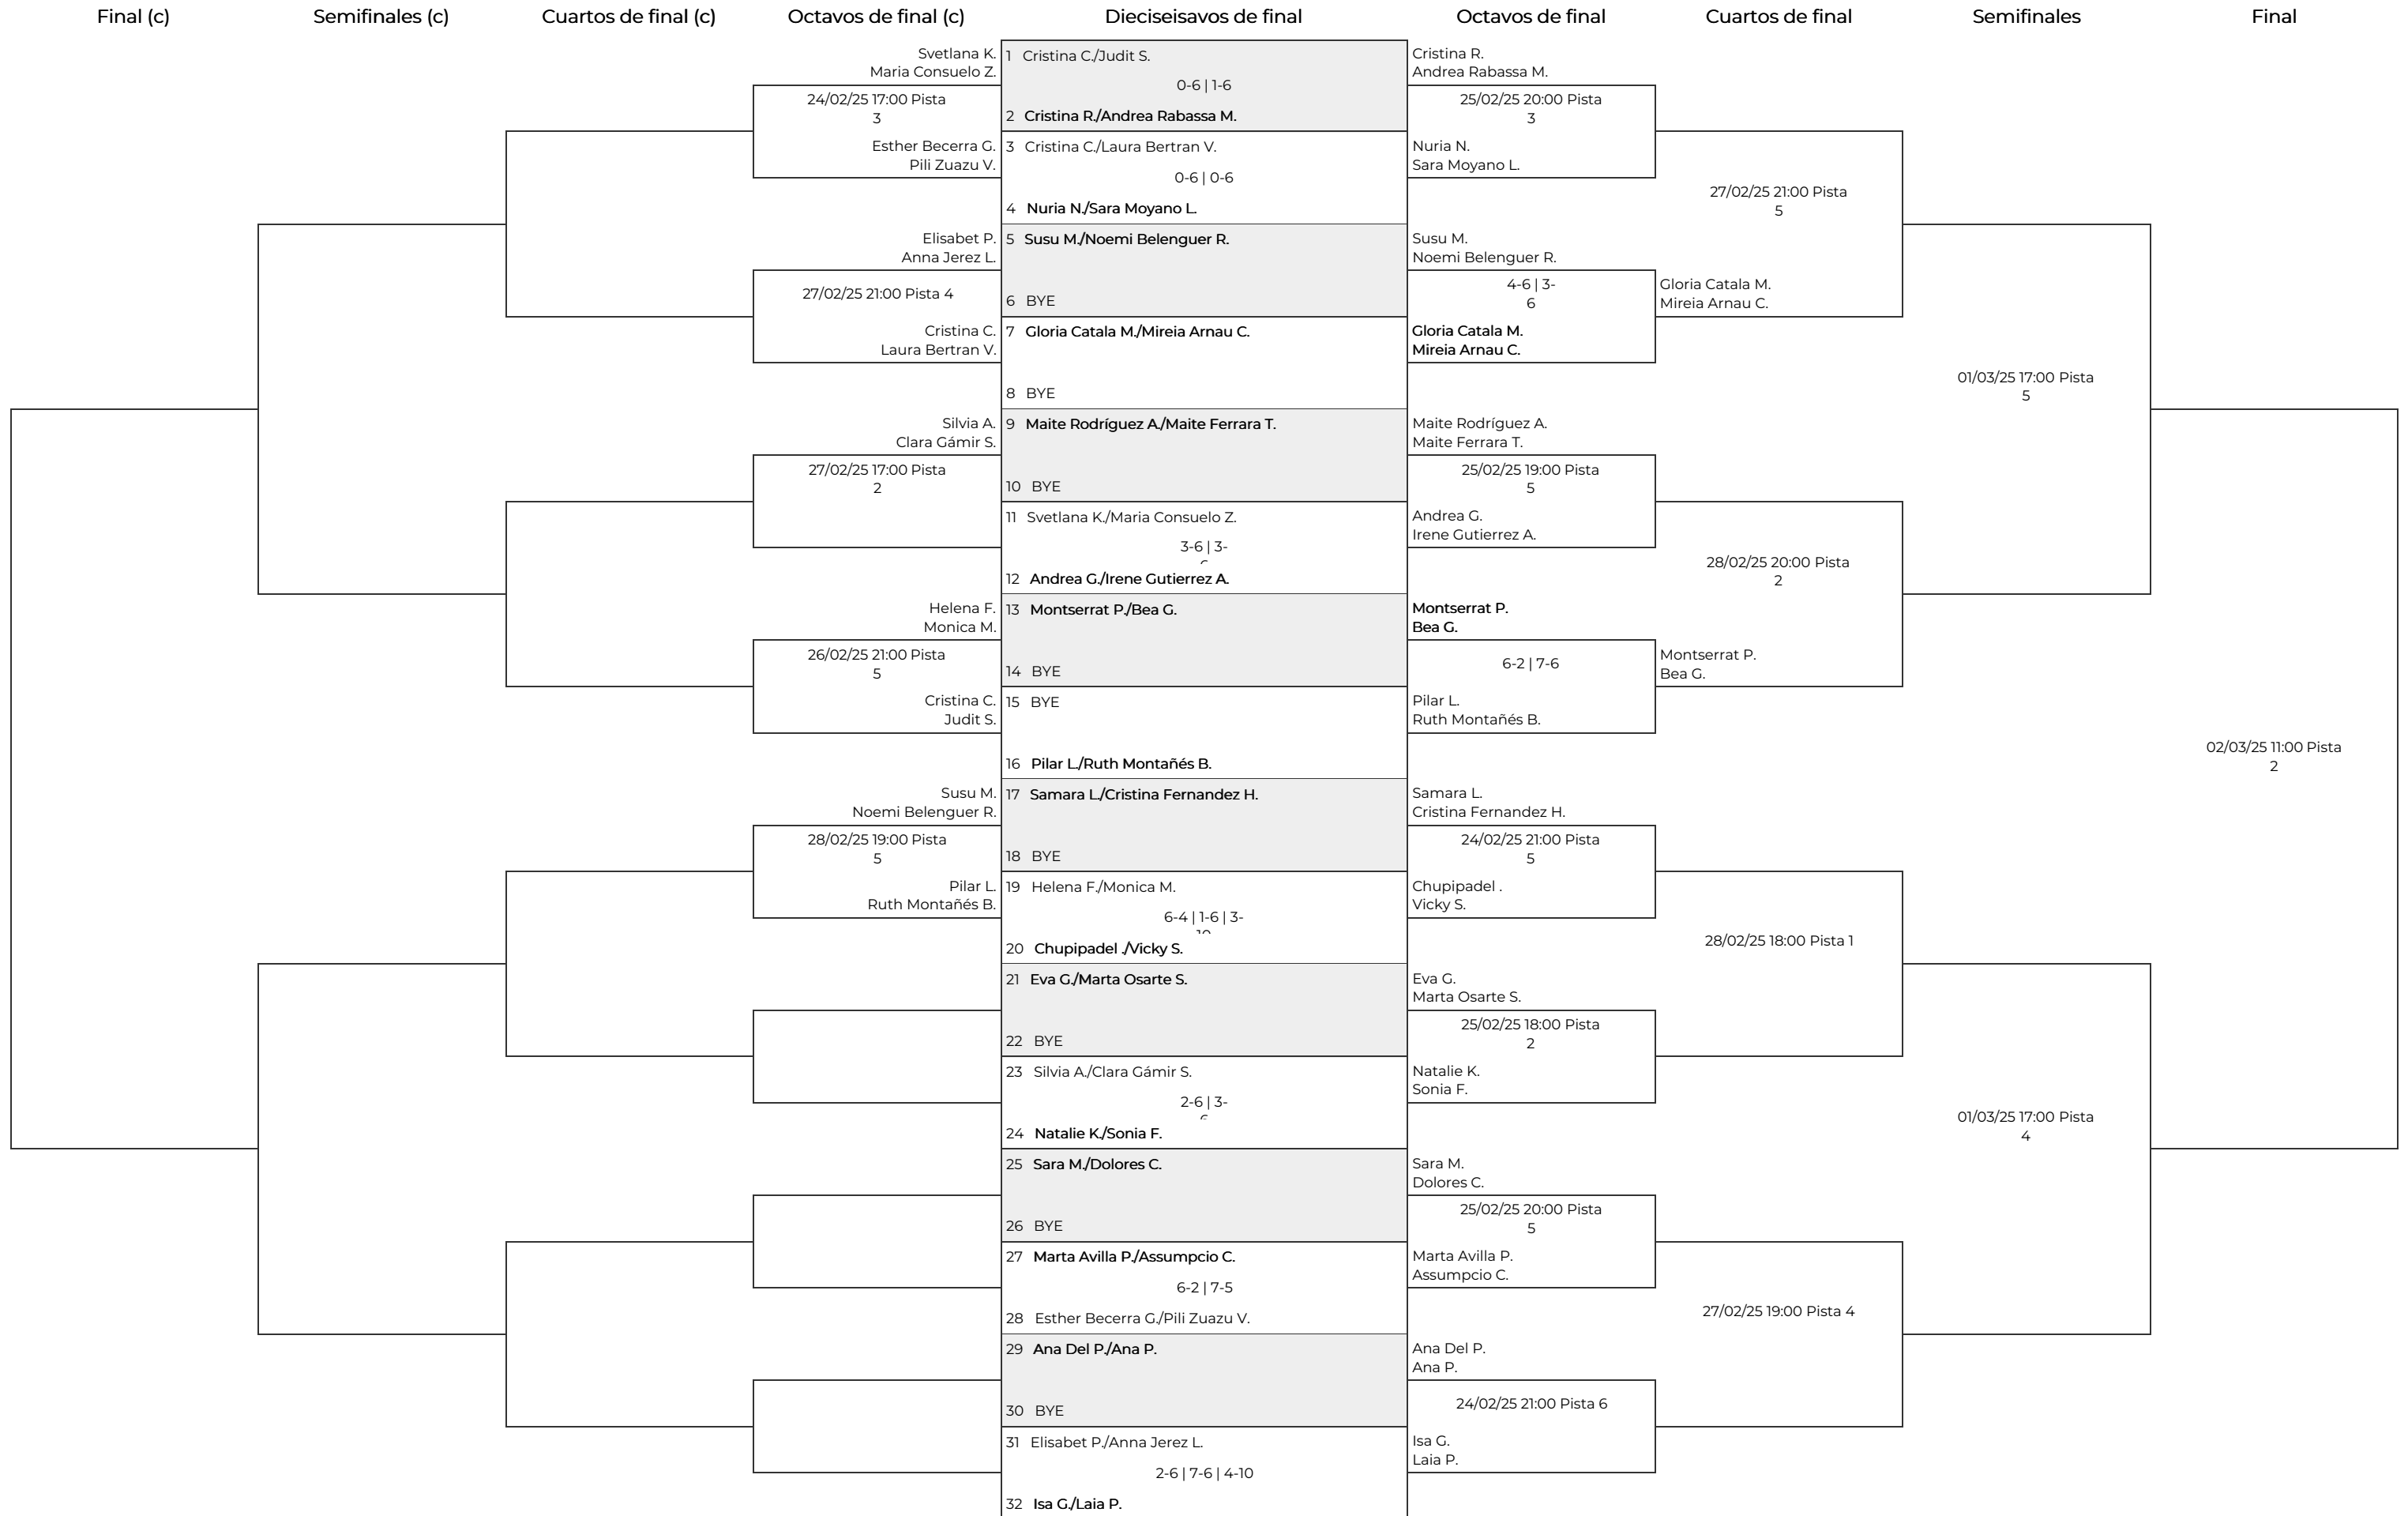 Final (c)
Semifinales (c)
Cuartos de final (c)
Octavos de final (c)
Dieciseisavos de final
Octavos de final
Cuartos de final
Semifinales
Final
Svetlana K.
Maria Consuelo Z.
24/02/25 17:00 Pista
3
Esther Becerra G.
Pili Zuazu V.
Elisabet P.
Anna Jerez L.
27/02/25 21:00 Pista 4
Cristina C.
Laura Bertran V.
Silvia A.
Clara Gámir S.
27/02/25 17:00 Pista
2
Helena F.
Monica M.
26/02/25 21:00 Pista
5
Cristina C.
Judit S.
Susu M.
Noemi Belenguer R.
28/02/25 19:00 Pista
5
Pilar L.
Ruth Montañés B.
1 Cristina C./Judit S.
0-6 | 1-6
2 Cristina R./Andrea Rabassa M.
3 Cristina C./Laura Bertran V.
0-6 | 0-6
4 Nuria N./Sara Moyano L.
5 Susu M./Noemi Belenguer R.
6 BYE
7 Gloria Catala M./Mireia Arnau C.
8 BYE
9 Maite Rodríguez A./Maite Ferrara T.
10 BYE
11 Svetlana K./Maria Consuelo Z.
3-6 | 3-
12 Andrea G./Irene Gutierrez A.
13 Montserrat P./Bea G.
14 BYE
15 BYE
16 Pilar L./Ruth Montañés B.
17 Samara L./Cristina Fernandez H.
18 BYE
19 Helena F./Monica M.
6-4 | 1-6 | 3-
10
20 Chupipadel ./Vicky S.
21 Eva G./Marta Osarte S.
22 BYE
23 Silvia A./Clara Gámir S.
2-6 | 3-
24 Natalie K./Sonia F.
25 Sara M./Dolores C.
26 BYE
27 Marta Avilla P./Assumpcio C.
6-2 | 7-5
28 Esther Becerra G./Pili Zuazu V.
29 Ana Del P./Ana P.
30 BYE
31 Elisabet P./Anna Jerez L.
2-6 | 7-6 | 4-10
32 Isa G./Laia P.
Cristina R.
Andrea Rabassa M.
25/02/25 20:00 Pista
3
Nuria N.
Sara Moyano L.
Susu M.
Noemi Belenguer R.
4-6 | 3-
6
Gloria Catala M.
Mireia Arnau C.
Maite Rodríguez A.
Maite Ferrara T.
25/02/25 19:00 Pista
5
Andrea G.
Irene Gutierrez A.
Montserrat P.
Bea G.
6-2 | 7-6
Pilar L.
Ruth Montañés B.
Samara L.
Cristina Fernandez H.
24/02/25 21:00 Pista
5
Chupipadel .
Vicky S.
Eva G.
Marta Osarte S.
25/02/25 18:00 Pista
2
Natalie K.
Sonia F.
Sara M.
Dolores C.
25/02/25 20:00 Pista
5
Marta Avilla P.
Assumpcio C.
Ana Del P.
Ana P.
24/02/25 21:00 Pista 6
Isa G.
Laia P.
27/02/25 21:00 Pista
5
Gloria Catala M.
Mireia Arnau C.
28/02/25 20:00 Pista
2
Montserrat P.
Bea G.
28/02/25 18:00 Pista 1
27/02/25 19:00 Pista 4
01/03/25 17:00 Pista
5
01/03/25 17:00 Pista
4
02/03/25 11:00 Pista
2